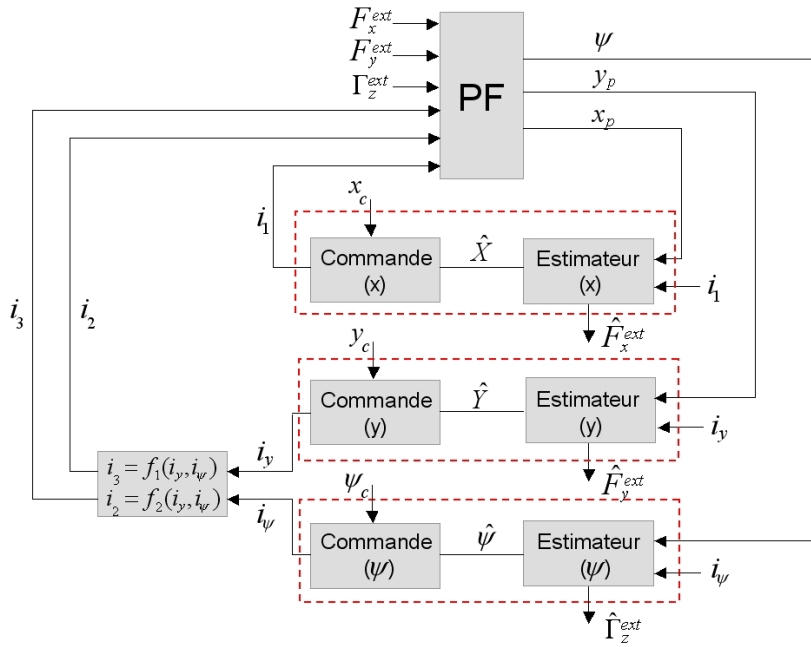 F_x^ext
F_y^ext
Γ_z^ext
PF
ψ
y_p
x_p
x_c
i_1
Commande
(x)
X̂
Estimateur
(x)
i_1
F̂_x^ext
i_3
i_2
y_c
Commande
(y)
Ŷ
Estimateur
(y)
i_y
F̂_y^ext
i_y
i_3 = f_1(i_y, i_ψ)
i_2 = f_2(i_y, i_ψ)
i_ψ
ψ_c
Commande
(ψ)
ψ̂
Estimateur
(ψ)
i_ψ
Γ̂_z^ext